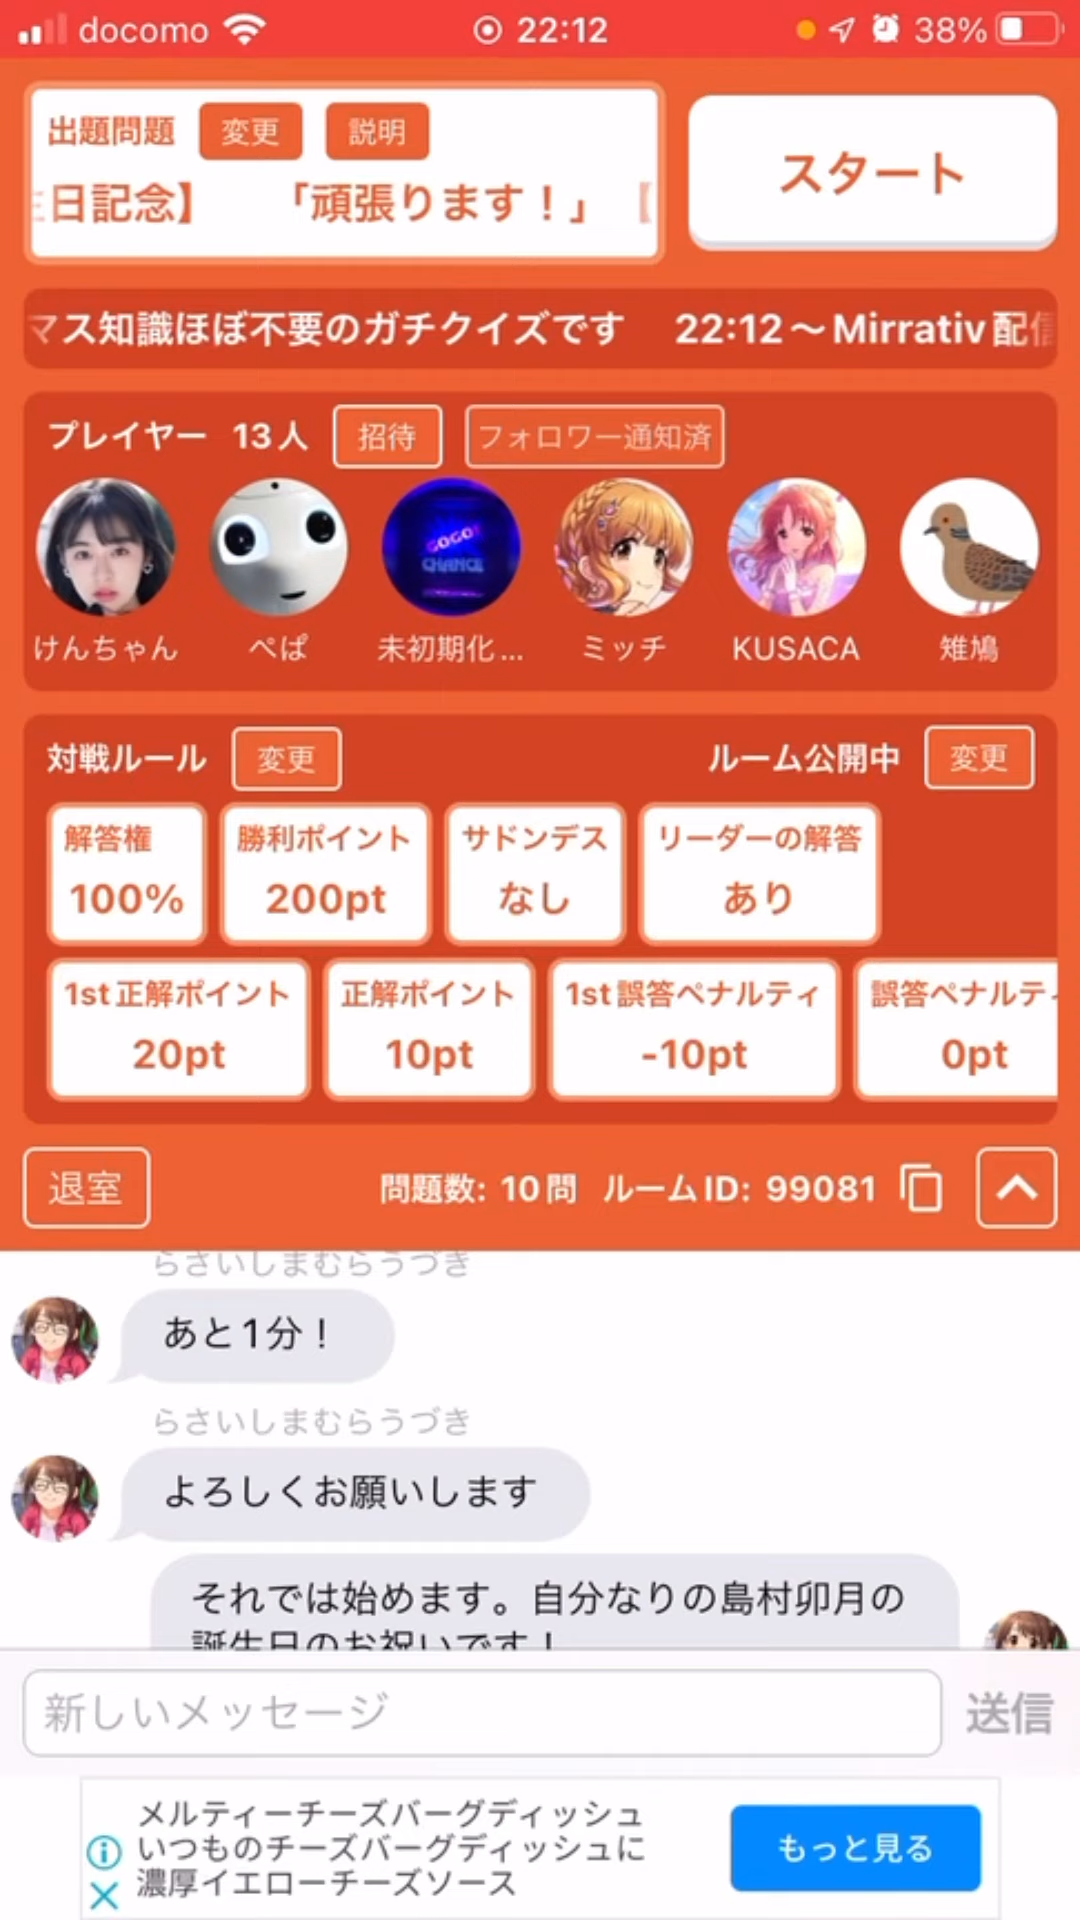 docomo 22:12 38%
出題問題 変更 説明
日記念】 「頑張ります！」【
スタート
マス知識ほぼ不要のガチクイズです 22:12～Mirrativ配信
プレイヤー 13人 招待 フォロワー通知済
GOGO!
CHANCE
けんちゃん ぺぱ 未初期化... ミッチ KUSACA 雉鳩
対戦ルール 変更 ルーム公開中 変更
解答権 勝利ポイント サドンデス リーダーの解答
100% 200pt なし あり
1st正解ポイント 正解ポイント 1st誤答ペナルティ 誤答ペナルティ
20pt 10pt -10pt 0pt
退室 問題数: 10問 ルームID: 99081
らさいしまむらうづき
あと1分！
らさいしまむらうづき
よろしくお願いします
それでは始めます。自分なりの島村卯月の
誕生日のお祝いです！
新しいメッセージ 送信
メルティーチーズバーグディッシュ
いつものチーズバーグディッシュに
濃厚イエローチーズソース
もっと見る